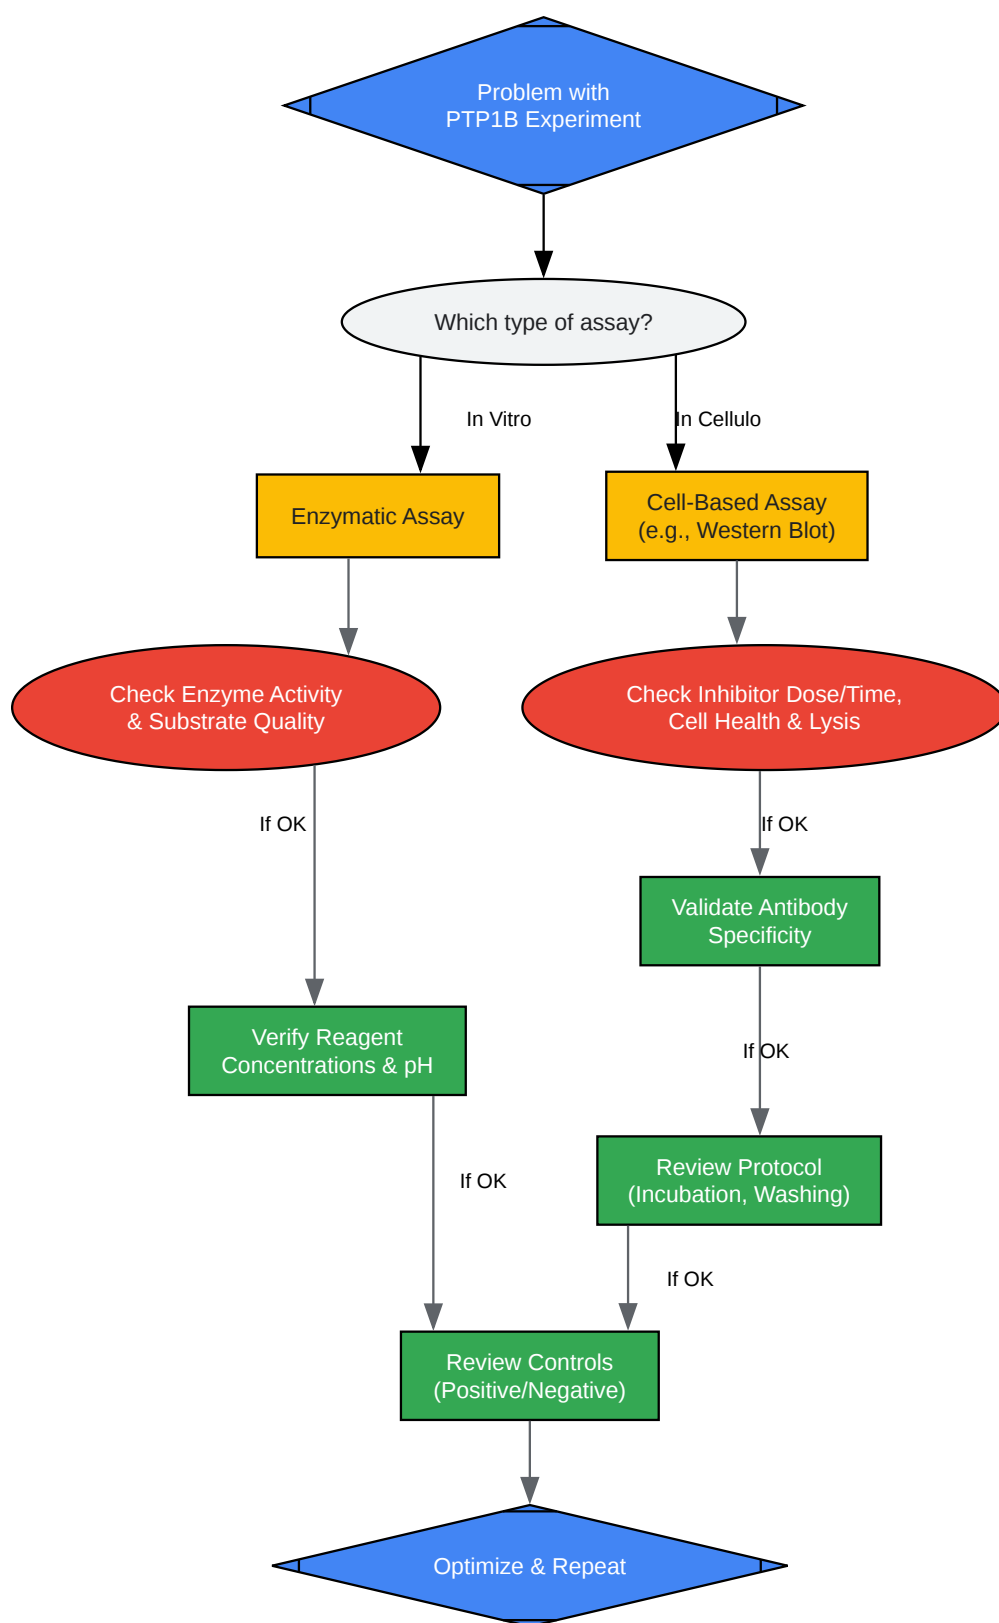 Problem with
PTP1B Experiment
Which type of assay?
In Vitro
In Cellulo
Enzymatic Assay
Cell-Based Assay
(e.g., Western Blot)
Check Enzyme Activity
& Substrate Quality
Check Inhibitor Dose/Time,
Cell Health & Lysis
If OK
If OK
Validate Antibody
Specificity
Verify Reagent
Concentrations & pH
If OK
Review Protocol
(Incubation, Washing)
If OK
If OK
Review Controls
(Positive/Negative)
Optimize & Repeat